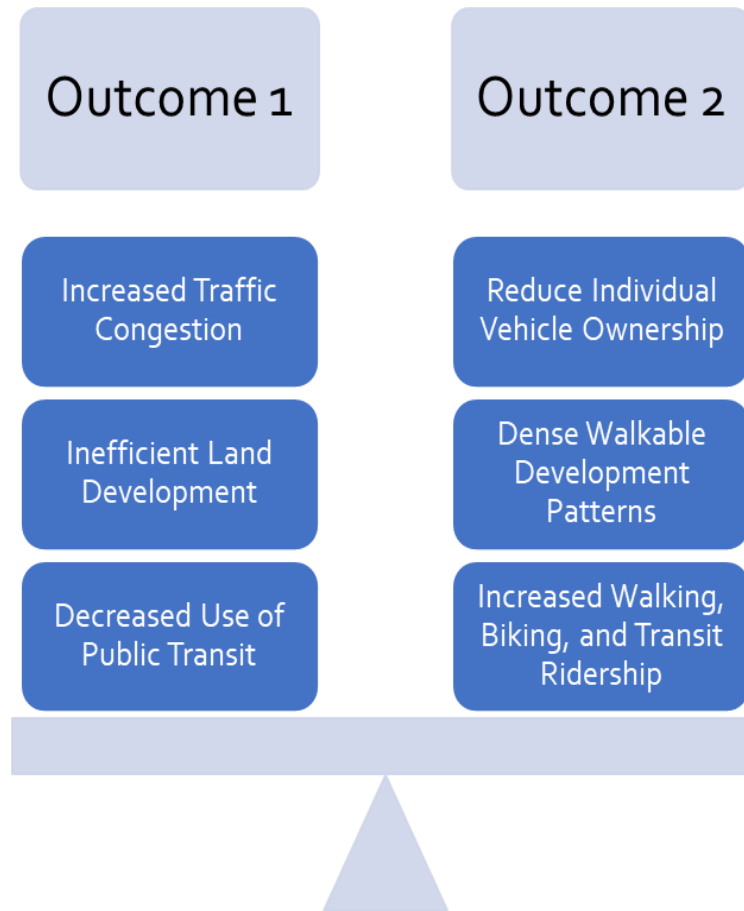 Outcome 1
Outcome 2
Increased Traffic
Congestion
Reduce Individual
Vehicle Ownership
Inefficient Land
Development
Dense Walkable
Development
Patterns
Decreased Use of
Public Transit
Increased Walking,
Biking, and Transit
Ridership